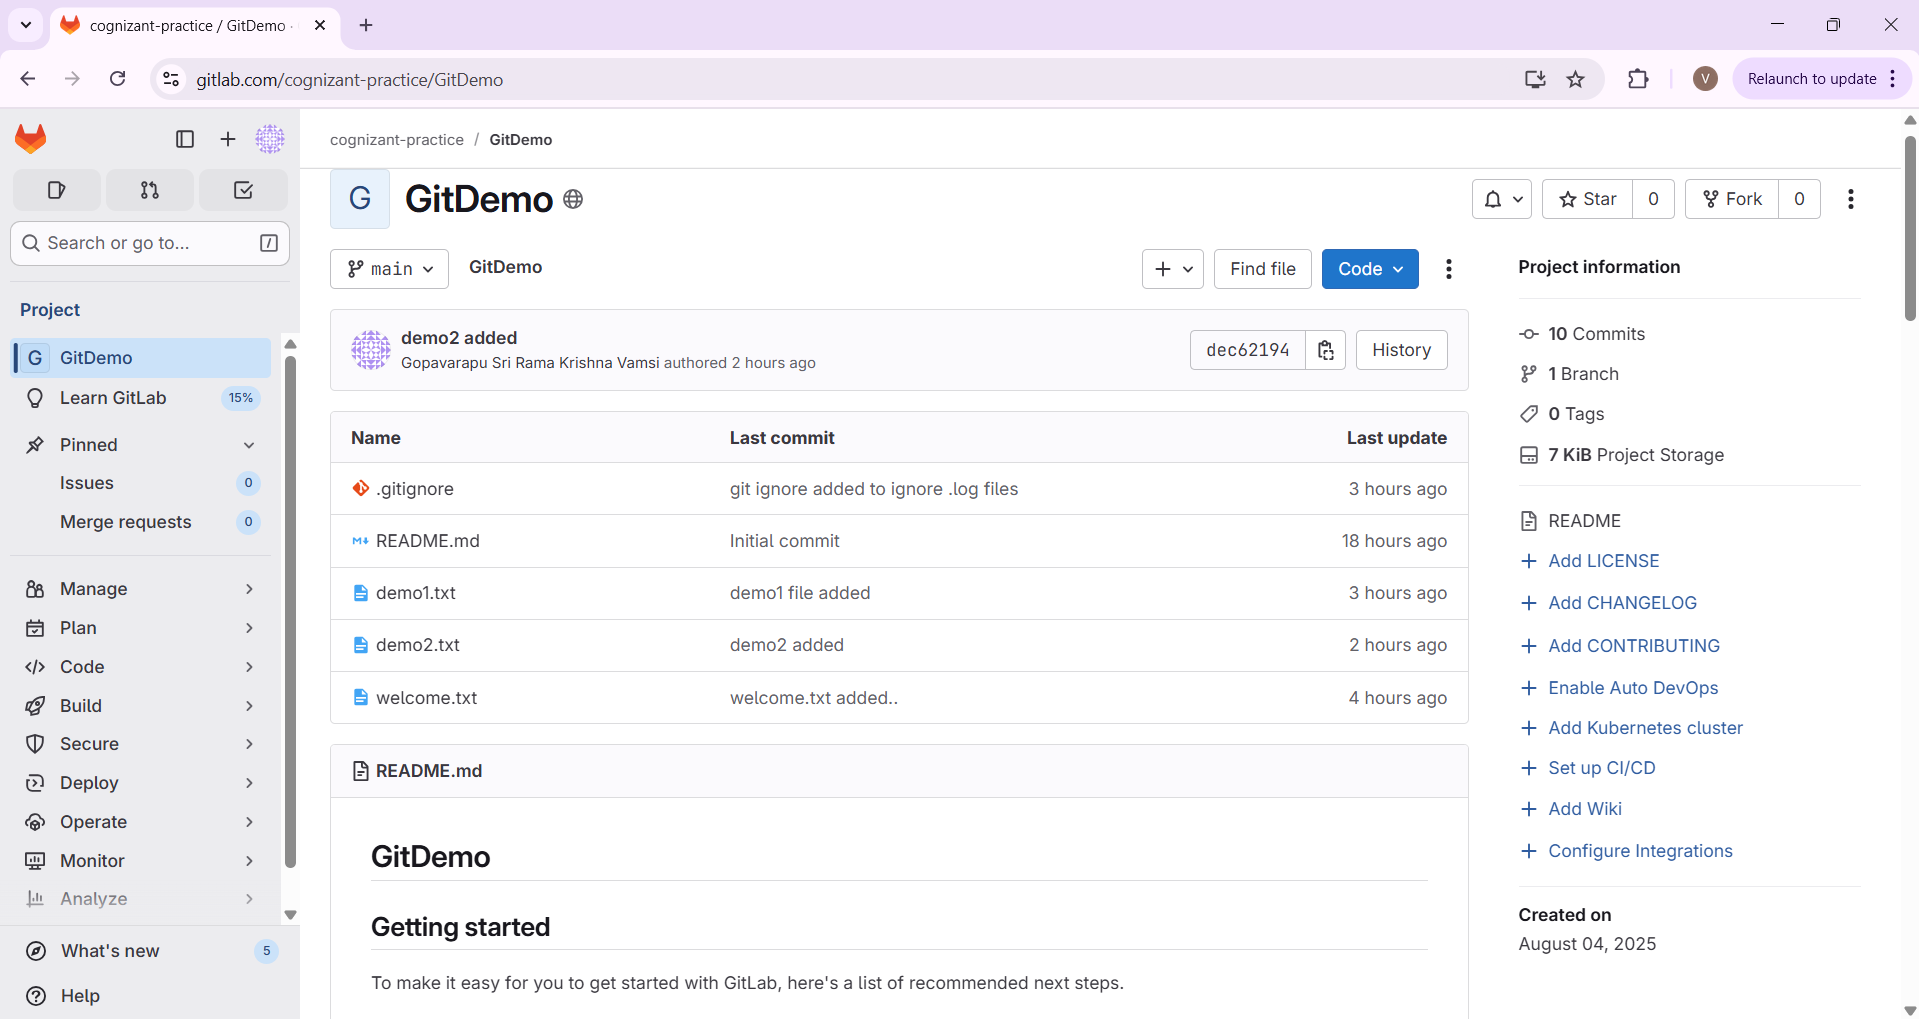 cognizant-practice / GitDemo ·
gitlab.com/cognizant-practice/GitDemo
V
Relaunch to update
Search or go to...
/
Project
G GitDemo
Learn GitLab 15%
Pinned
Issues 0
Merge requests 0
Manage
Plan
Code
Build
Secure
Deploy
Operate
Monitor
Analyze
What's new 5
Help
cognizant-practice / GitDemo
G GitDemo
Star 0 Fork 0
main GitDemo
Find file Code
demo2 added
Gopavarapu Sri Rama Krishna Vamsi authored 2 hours ago
dec62194 History
Name Last commit Last update
.gitignore git ignore added to ignore .log files 3 hours ago
README.md Initial commit 18 hours ago
demo1.txt demo1 file added 3 hours ago
demo2.txt demo2 added 2 hours ago
welcome.txt welcome.txt added.. 4 hours ago
README.md
GitDemo
Getting started
To make it easy for you to get started with GitLab, here's a list of recommended next steps.
Project information
10 Commits
1 Branch
0 Tags
7 KiB Project Storage
README
Add LICENSE
Add CHANGELOG
Add CONTRIBUTING
Enable Auto DevOps
Add Kubernetes cluster
Set up CI/CD
Add Wiki
Configure Integrations
Created on
August 04, 2025